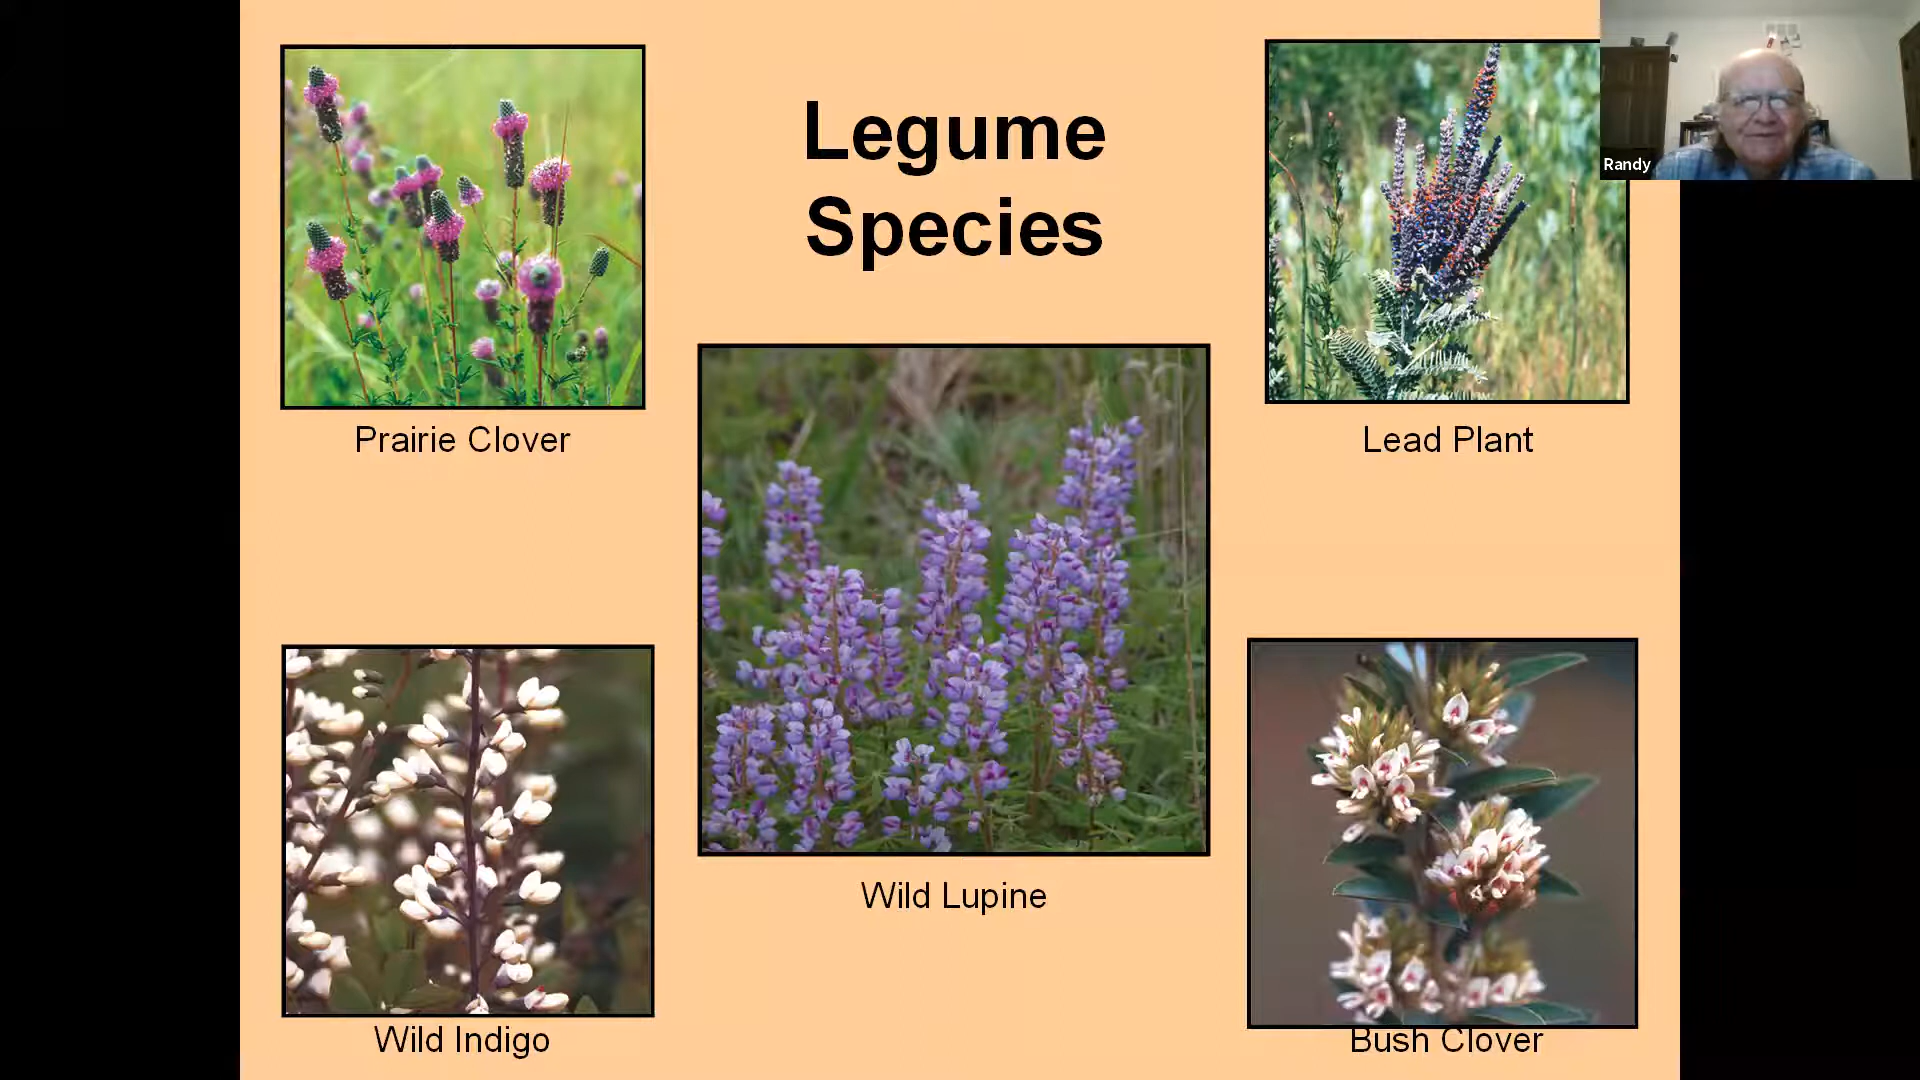 Legume
Species
Randy
Prairie Clover
Lead Plant
Wild Lupine
Wild Indigo
Bush Clover